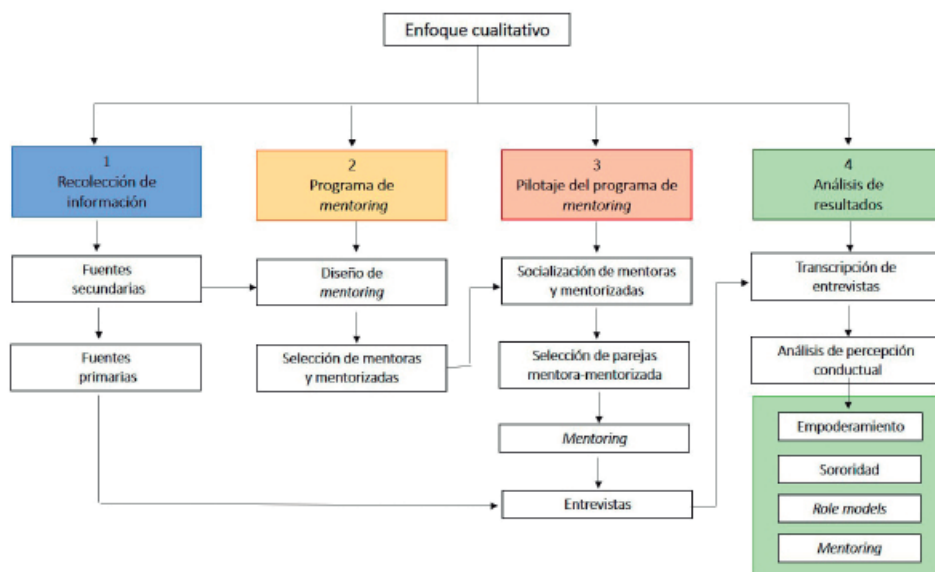 Enfoque cualitativo
1
Recolección de
información
2
Programa de
mentoring
3
Pilotaje del programa de
mentoring
4
Análisis de
resultados
Fuentes
secundarias
Diseño de
mentoring
Socialización de mentoras
y mentorizadas
Transcripción de
entrevistas
Fuentes
primarias
Selección de mentoras
y mentorizadas
Selección de parejas
mentora-mentorizada
Análisis de percepción
conductual
Mentoring
Entrevistas
Empoderamiento
Sororidad
Role models
Mentoring